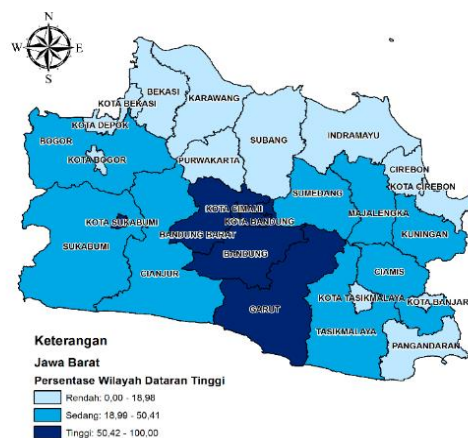 N
W
E
S
BEKASI
KOTA BEKASI
KARAWANG
KOTA DEPOK
BOGOR
SUBANG
INDRAMAYU
KOTA BOGOR
PURWAKARTA
CIREBON
KOTA CIREBON
SUMEDANG
KOTA CIMAHI
MAJALENGKA
KOTA SUKABUMI
KOTA BANDUNG
BANDUNG BARAT
KUNINGAN
SUKABUMI
BANDUNG
CIANJUR
CIAMIS
KOTA TASIKMALAYA
KOTA BANJAR
GARUT
TASIKMALAYA
PANGANDARAN
Keterangan
Jawa Barat
Persentase Wilayah Dataran Tinggi
Rendah: 0,00 - 18,98
Sedang: 18,99 - 50,41
Tinggi: 50,42 - 100,00